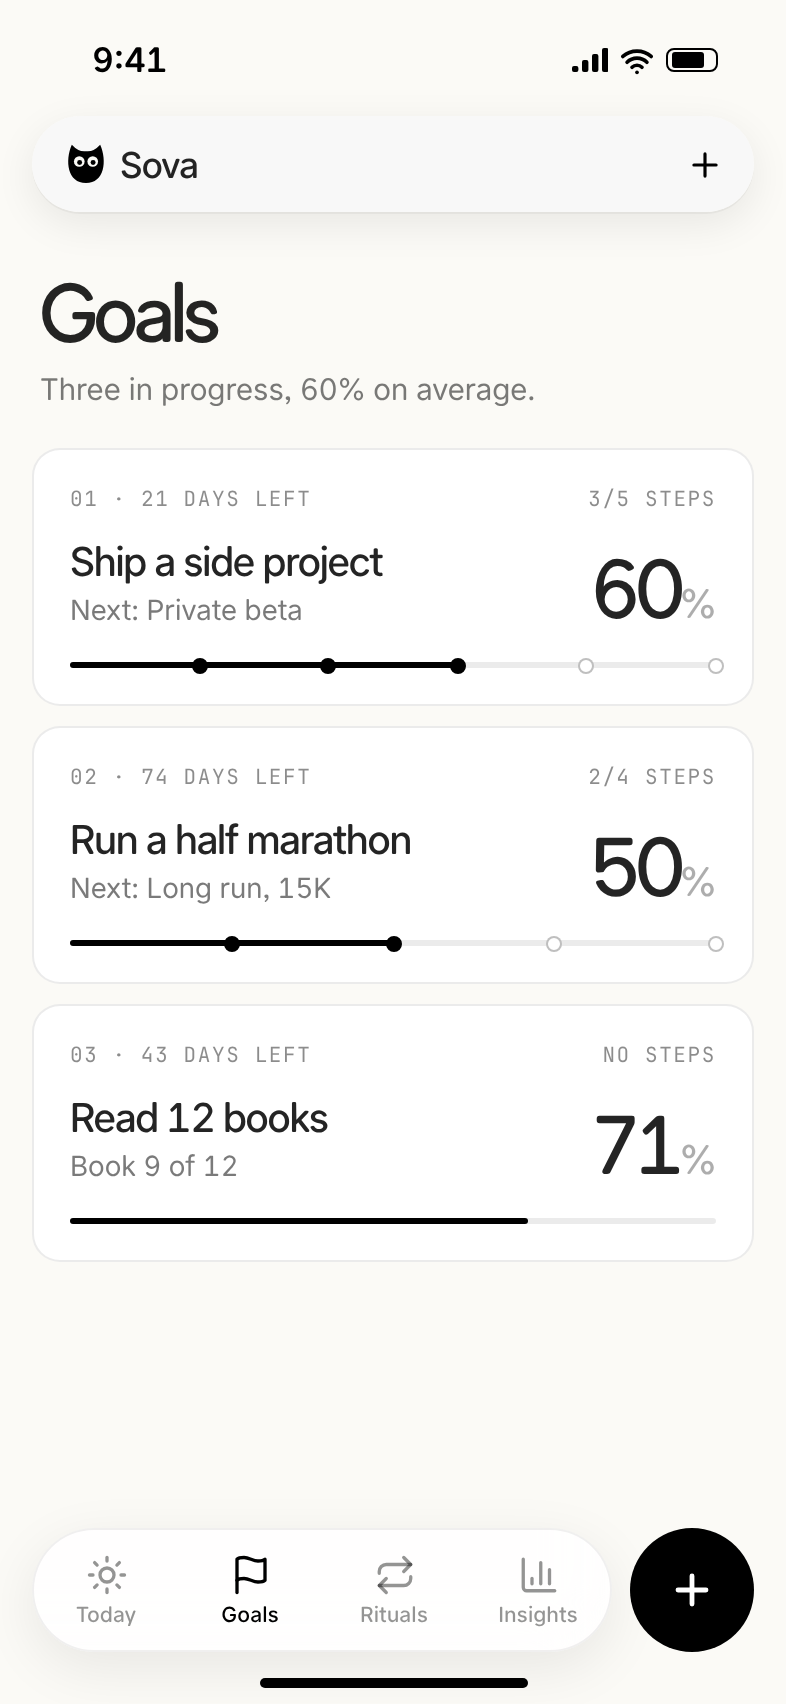 9:41
Sova
Goals
Three in progress, 60% on average.
01 · 21 DAYS LEFT
3/5 STEPS
Ship a side project
Next: Private beta
60%
02 · 74 DAYS LEFT
2/4 STEPS
Run a half marathon
Next: Long run, 15K
50%
03 · 43 DAYS LEFT
NO STEPS
Read 12 books
Book 9 of 12
71%
Today
Goals
Rituals
Insights